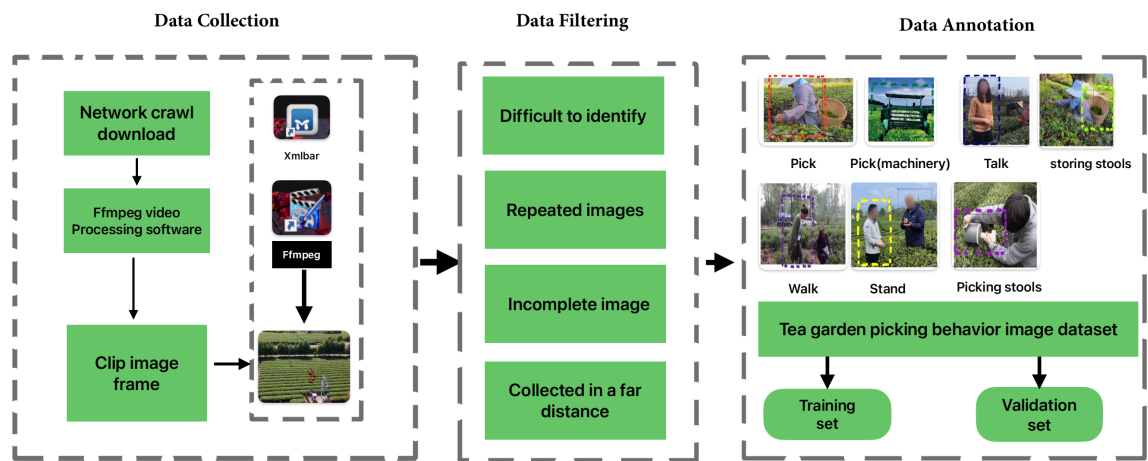 Data Collection
Data Filtering
Data Annotation
Network crawl
download
Ffmpeg video
Processing software
Clip image
frame
M
Xmlbar
Ffmpeg
Difficult to identify
Repeated images
Incomplete image
Collected in a far
distance
Pick
Pick(machinery)
Talk
storing stools
Walk
Stand
Picking stools
Tea garden picking behavior image dataset
Training
set
Validation
set